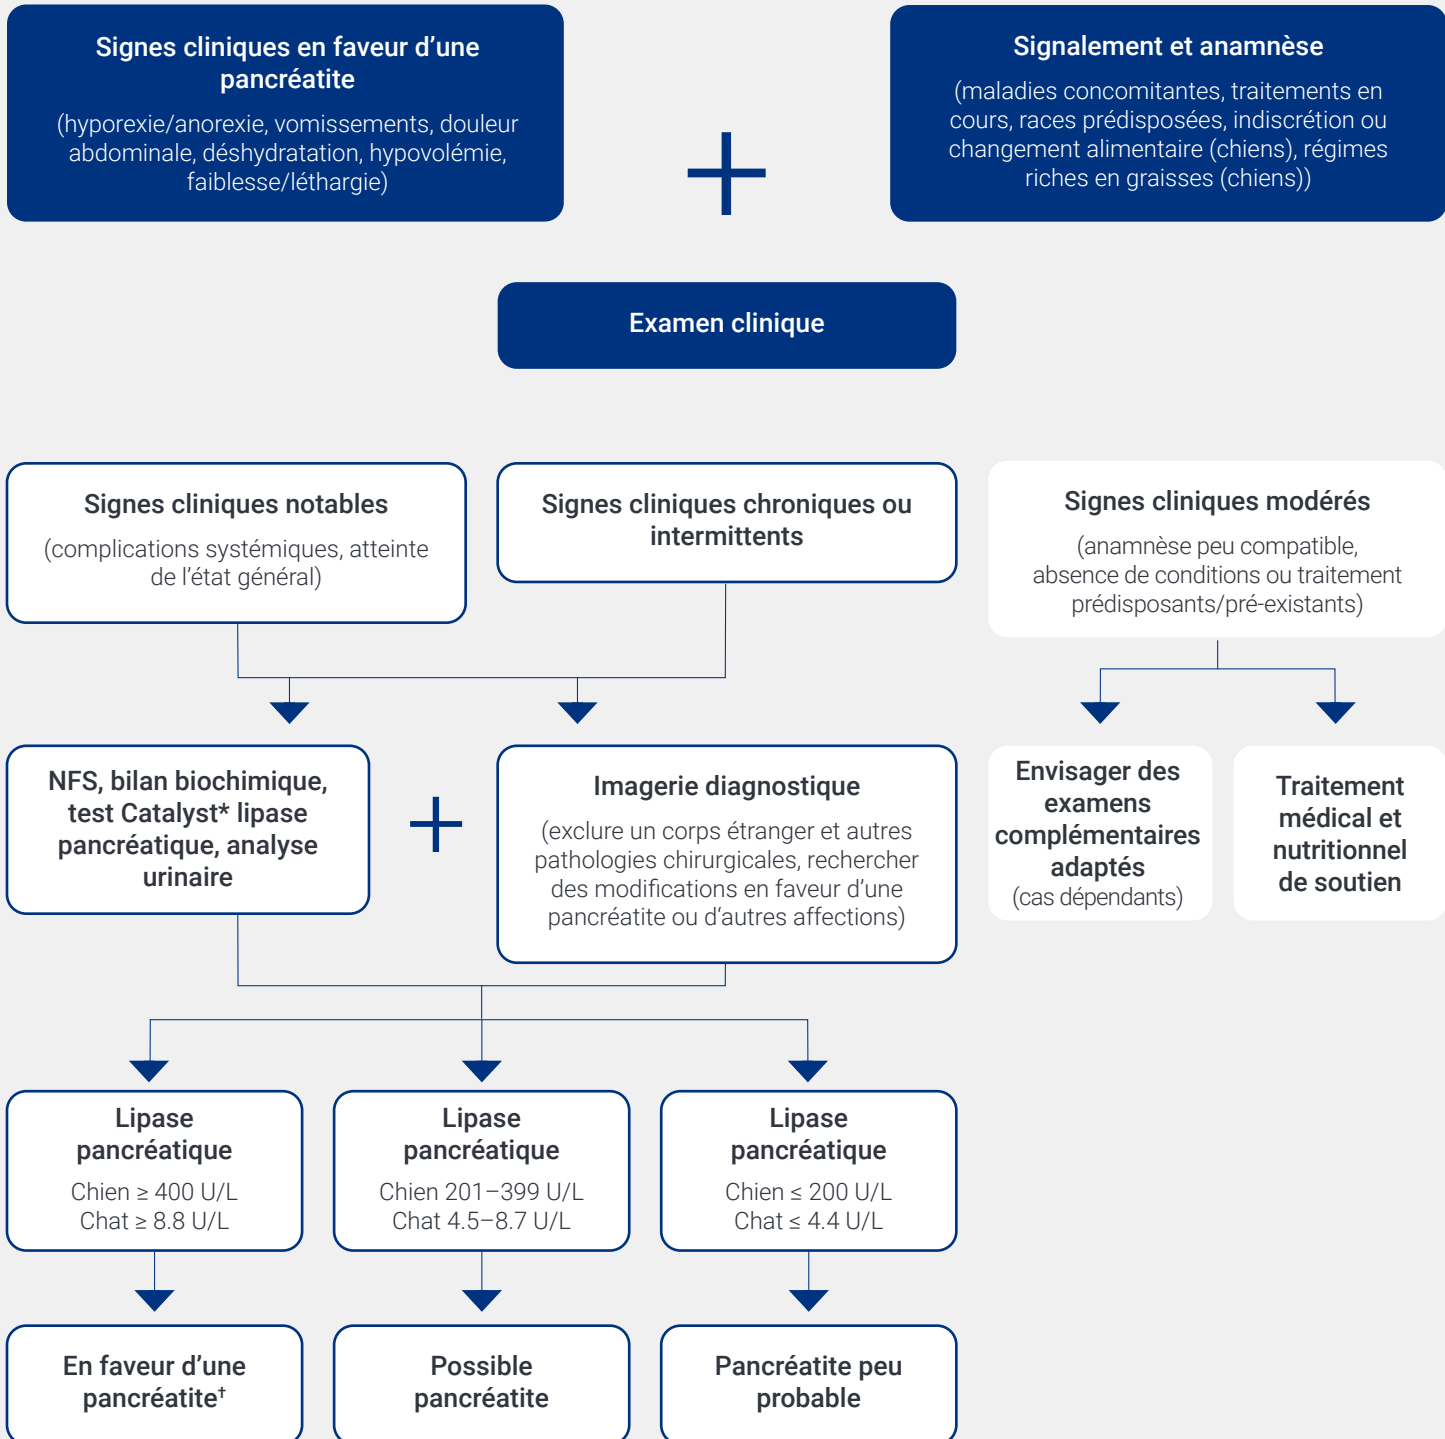 Signes cliniques en faveur d’une
pancréatite
(hyporexie/anorexie, vomissements, douleur
abdominale, déshydratation, hypovolémie,
faiblesse/léthargie)
+
Signalement et anamnèse
(maladies concomitantes, traitements en
cours, races prédisposées, indiscrétion ou
changement alimentaire (chiens), régimes
riches en graisses (chiens))
Examen clinique
Signes cliniques notables
(complications systémiques, atteinte
de l’état général)
Signes cliniques chroniques ou
intermittents
Signes cliniques modérés
(anamnèse peu compatible,
absence de conditions ou traitement
prédisposants/pré-existants)
NFS, bilan biochimique,
test Catalyst* lipase
pancréatique, analyse
urinaire
+
Imagerie diagnostique
(exclure un corps étranger et autres
pathologies chirurgicales, rechercher
des modifications en faveur d’une
pancréatite ou d‘autres affections)
Envisager des
examens
complémentaires
adaptés
(cas dépendants)
Traitement
médical et
nutritionnel
de soutien
Lipase
pancréatique
Chien ≥ 400 U/L
Chat ≥ 8.8 U/L
Lipase
pancréatique
Chien 201–399 U/L
Chat 4.5–8.7 U/L
Lipase
pancréatique
Chien ≤ 200 U/L
Chat ≤ 4.4 U/L
En faveur d’une
pancréatite†
Possible
pancréatite
Pancréatite peu
probable